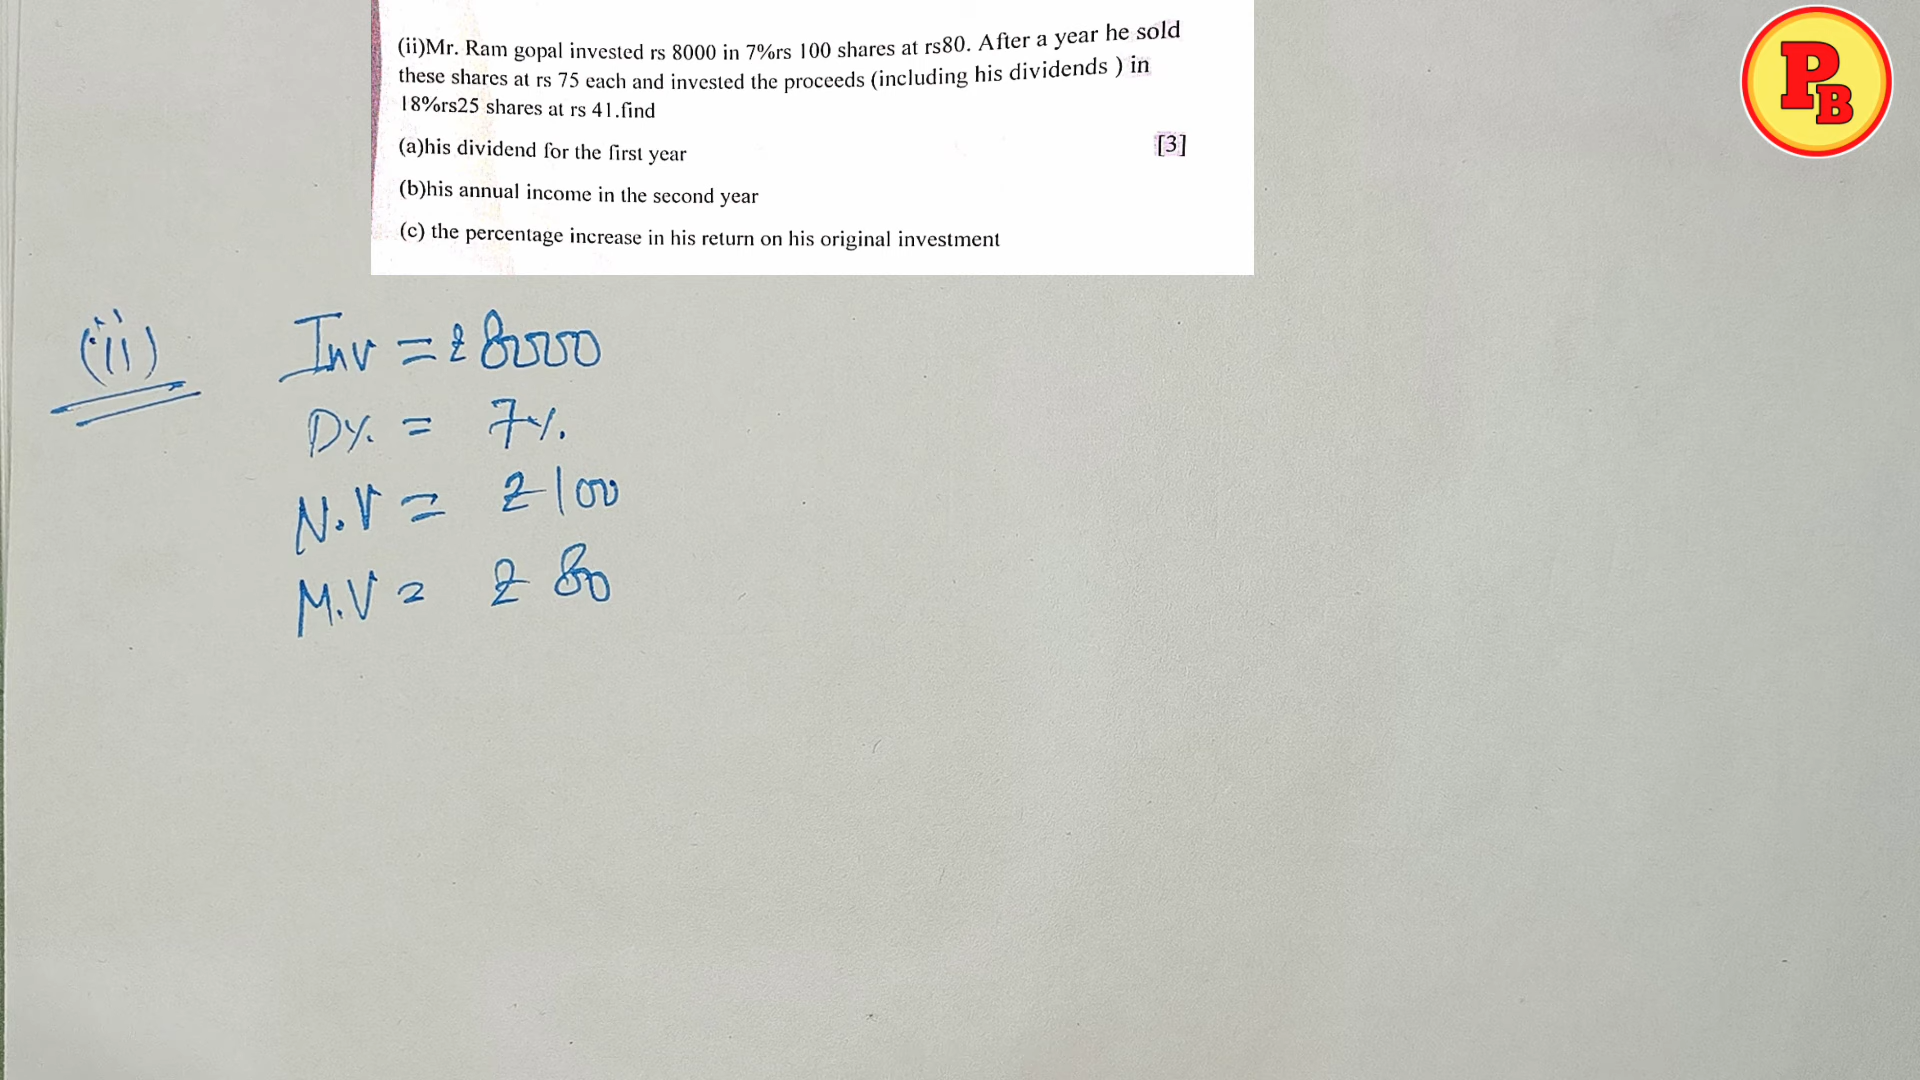 (ii)Mr. Ram gopal invested rs 8000 in 7%rs 100 shares at rs80. After a year he sold
these shares at rs 75 each and invested the proceeds (including his dividends ) in
18%rs25 shares at rs 41.find
(a)his dividend for the first year [3]
(b)his annual income in the second year
(c) the percentage increase in his return on his original investment
PB
(ii) Inv = ₹ 8000
D%. = 7%.
N.V = ₹ 100
M.V = ₹ 80